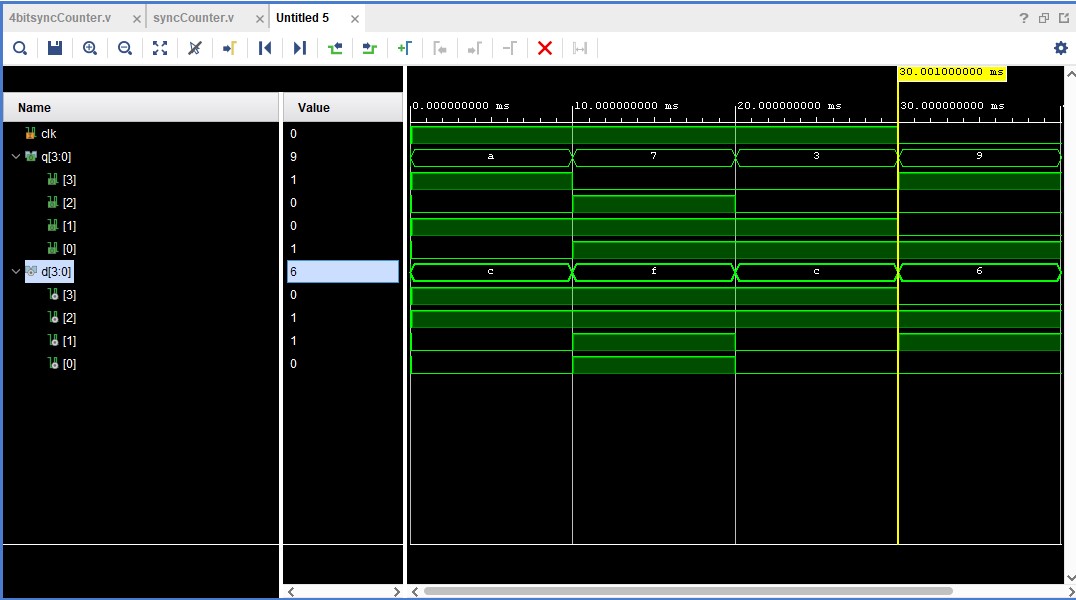 4bitsyncCounter.v × syncCounter.v × Untitled 5 ×
?
30.001000000 ms
Name Value 0.000000000 ms 10.000000000 ms 20.000000000 ms 30.000000000 ms
clk 0
q[3:0] 9 a 7 3 9
[3] 1
[2] 0
[1] 0
[0] 1
d[3:0] 6 c f c 6
[3] 0
[2] 1
[1] 1
[0] 0